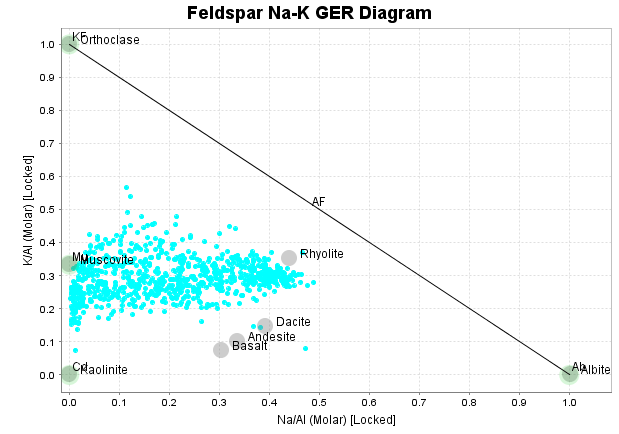 Feldspar Na-K GER Diagram
KF
Orthoclase
1.0
0.9
0.8
0.7
0.6
0.5
0.4
0.3
0.2
0.1
0.0
K/Al (Molar) [Locked]
AF
Rhyolite
Mu
Muscovite
Dacite
Andesite
Basalt
Cd
Kaolinite
Ab
Albite
0.0 0.1 0.2 0.3 0.4 0.5 0.6 0.7 0.8 0.9 1.0
Na/Al (Molar) [Locked]